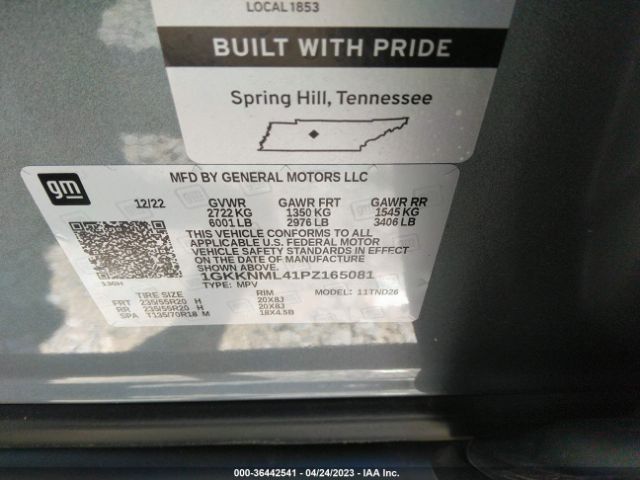 LOCAL 1853
BUILT WITH PRIDE
Spring Hill, Tennessee
gm
MFD BY GENERAL MOTORS LLC
12/22 GVWR GAWR FRT GAWR RR
2722 KG 1350 KG 1545 KG
6001 LB 2976 LB 3406 LB
THIS VEHICLE CONFORMS TO ALL
APPLICABLE U.S. FEDERAL MOTOR
VEHICLE SAFETY STANDARDS IN EFFECT
ON THE DATE OF MANUFACTURE
SHOWN ABOVE.
1GKKNML41PZ165081
TYPE: MPV MODEL: 11TND26
TIRE SIZE RIM
FRT 235/55R20 H 20X8J
RR 235/55R20 H 20X8J
SPA T135/70R18 M 18X4.5B
000-36442541 - 04/24/2023 - IAA Inc.